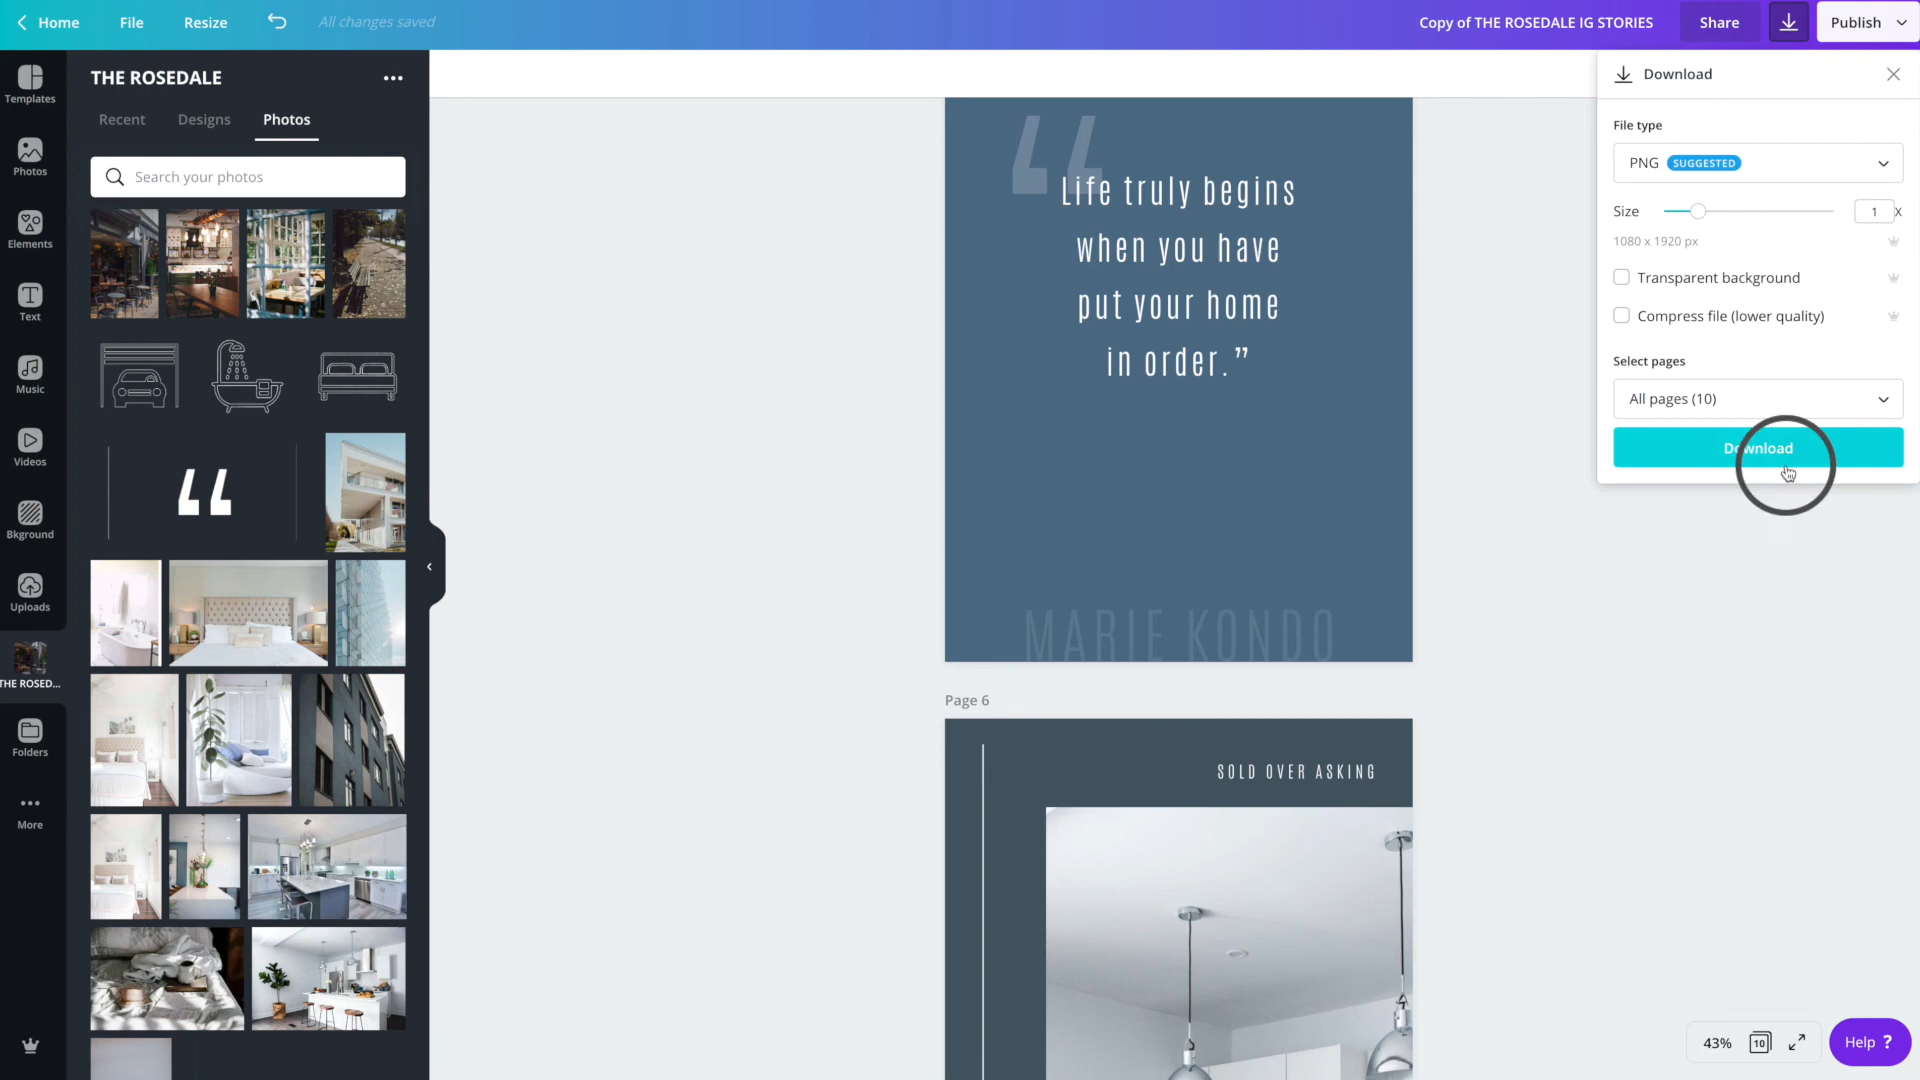 Home
File
Resize
All changes saved
Copy of THE ROSEDALE IG STORIES
Share
Publish
Templates
Photos
Elements
Text
Music
Videos
Bkground
Uploads
THE ROSED...
Folders
More
THE ROSEDALE
Recent
Designs
Photos
Search your photos
“
“
Life truly begins
when you have
put your home
in order.”
MARIE KONDO
Page 6
SOLD OVER ASKING
Download
File type
PNG SUGGESTED
Size
1 x
1080 x 1920 px
Transparent background
Compress file (lower quality)
Select pages
All pages (10)
Download
43%
10
Help ?